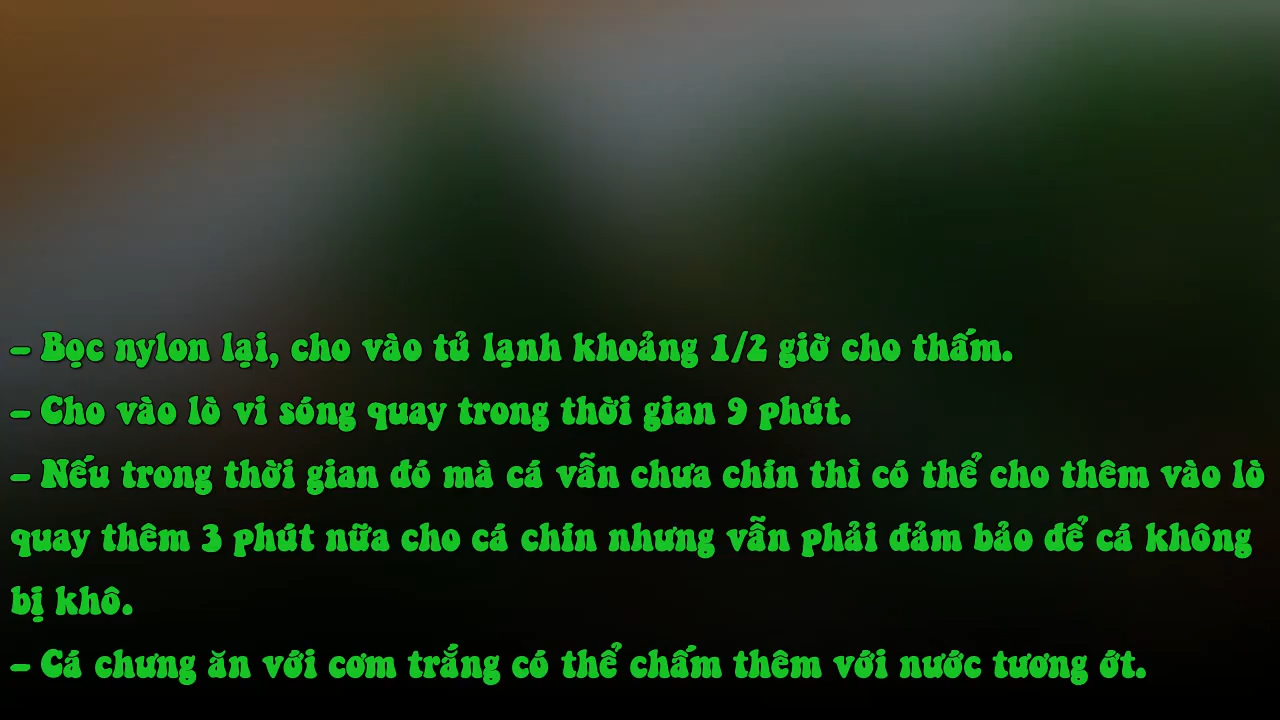 – Bọc nylon lại, cho vào tủ lạnh khoảng 1/2 giờ cho thấm.
– Cho vào lò vi sóng quay trong thời gian 9 phút.
– Nếu trong thời gian đó mà cá vẫn chưa chín thì có thể cho thêm vào lò
quay thêm 3 phút nữa cho cá chín nhưng vẫn phải đảm bảo để cá không
bị khô.
– Cá chưng ăn với cơm trắng có thể chấm thêm với nước tương ớt.